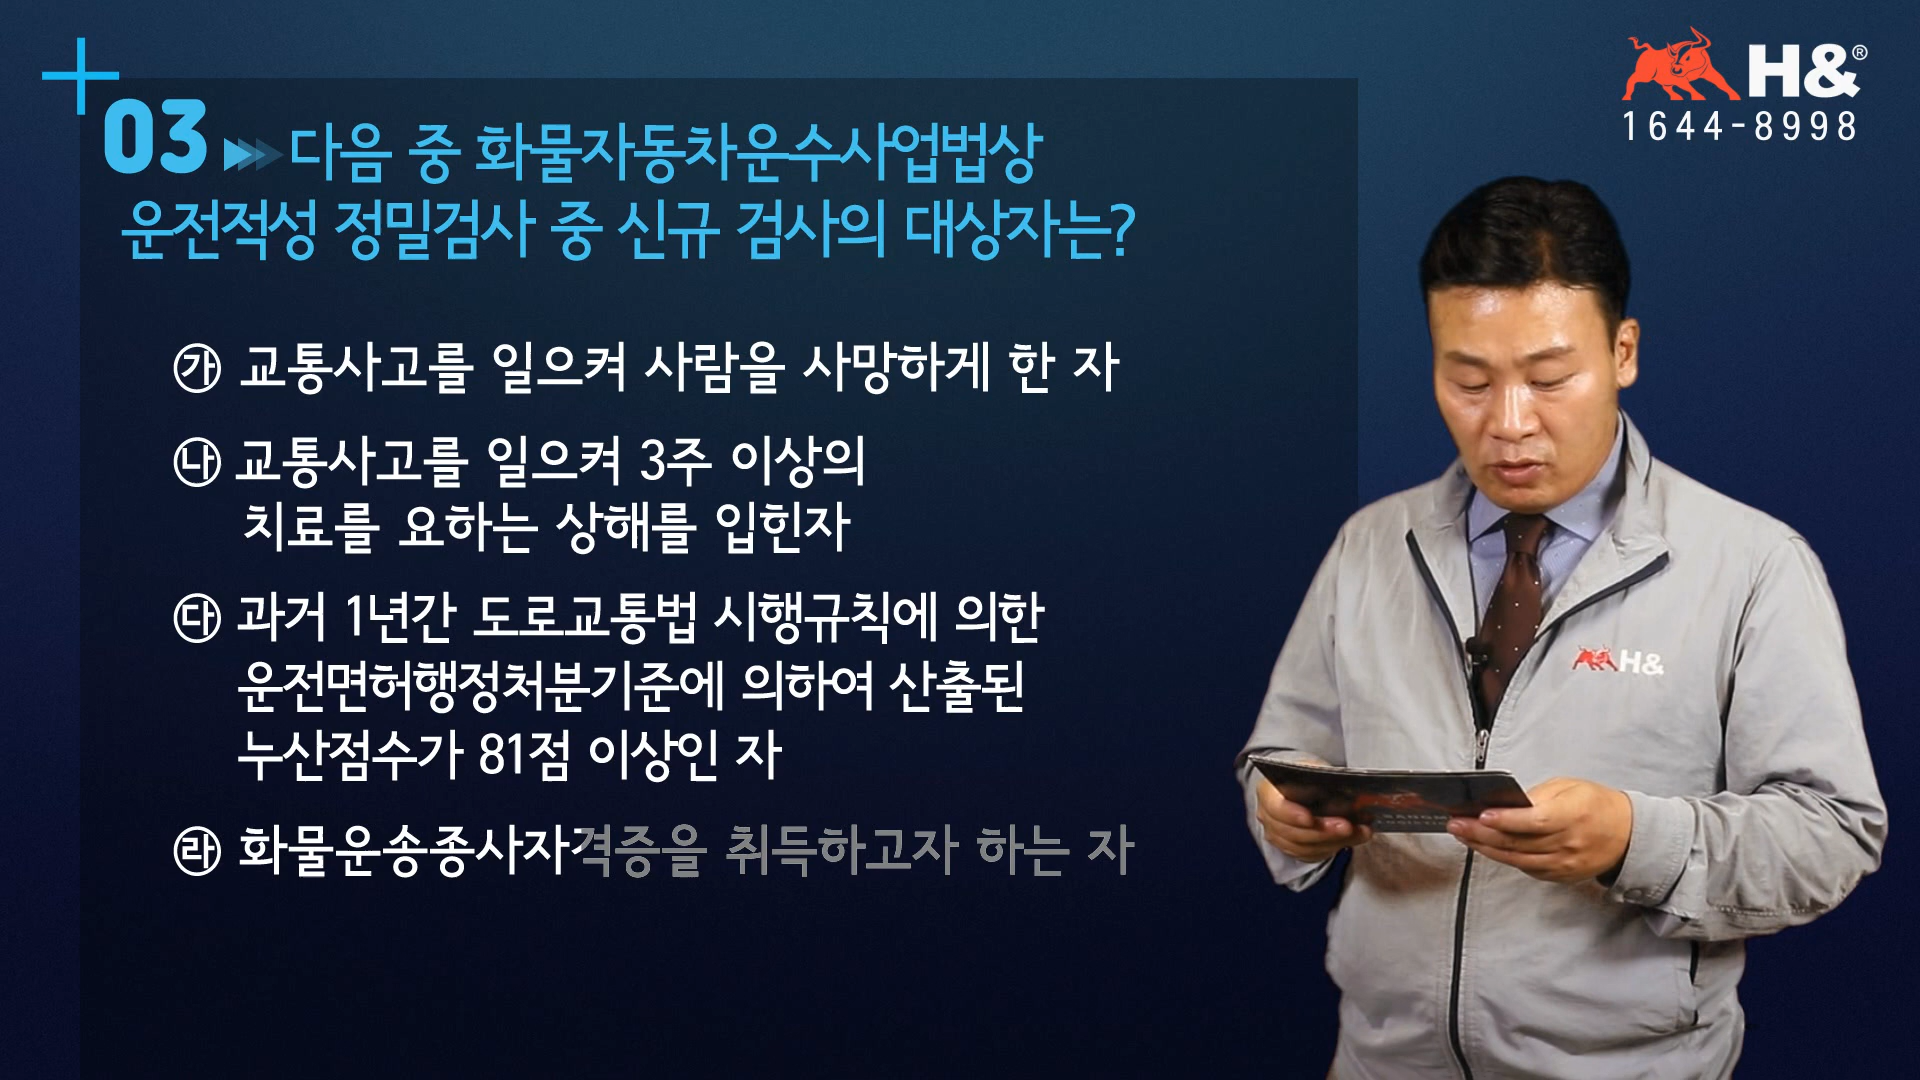 H&®
1644-8998
03 다음 중 화물자동차운수사업법상
운전적성 정밀검사 중 신규 검사의 대상자는?
㉮ 교통사고를 일으켜 사람을 사망하게 한 자
㉯ 교통사고를 일으켜 3주 이상의
치료를 요하는 상해를 입힌자
㉰ 과거 1년간 도로교통법 시행규칙에 의한
운전면허행정처분기준에 의하여 산출된
누산점수가 81점 이상인 자
㉱ 화물운송종사자격증을 취득하고자 하는 자
H&